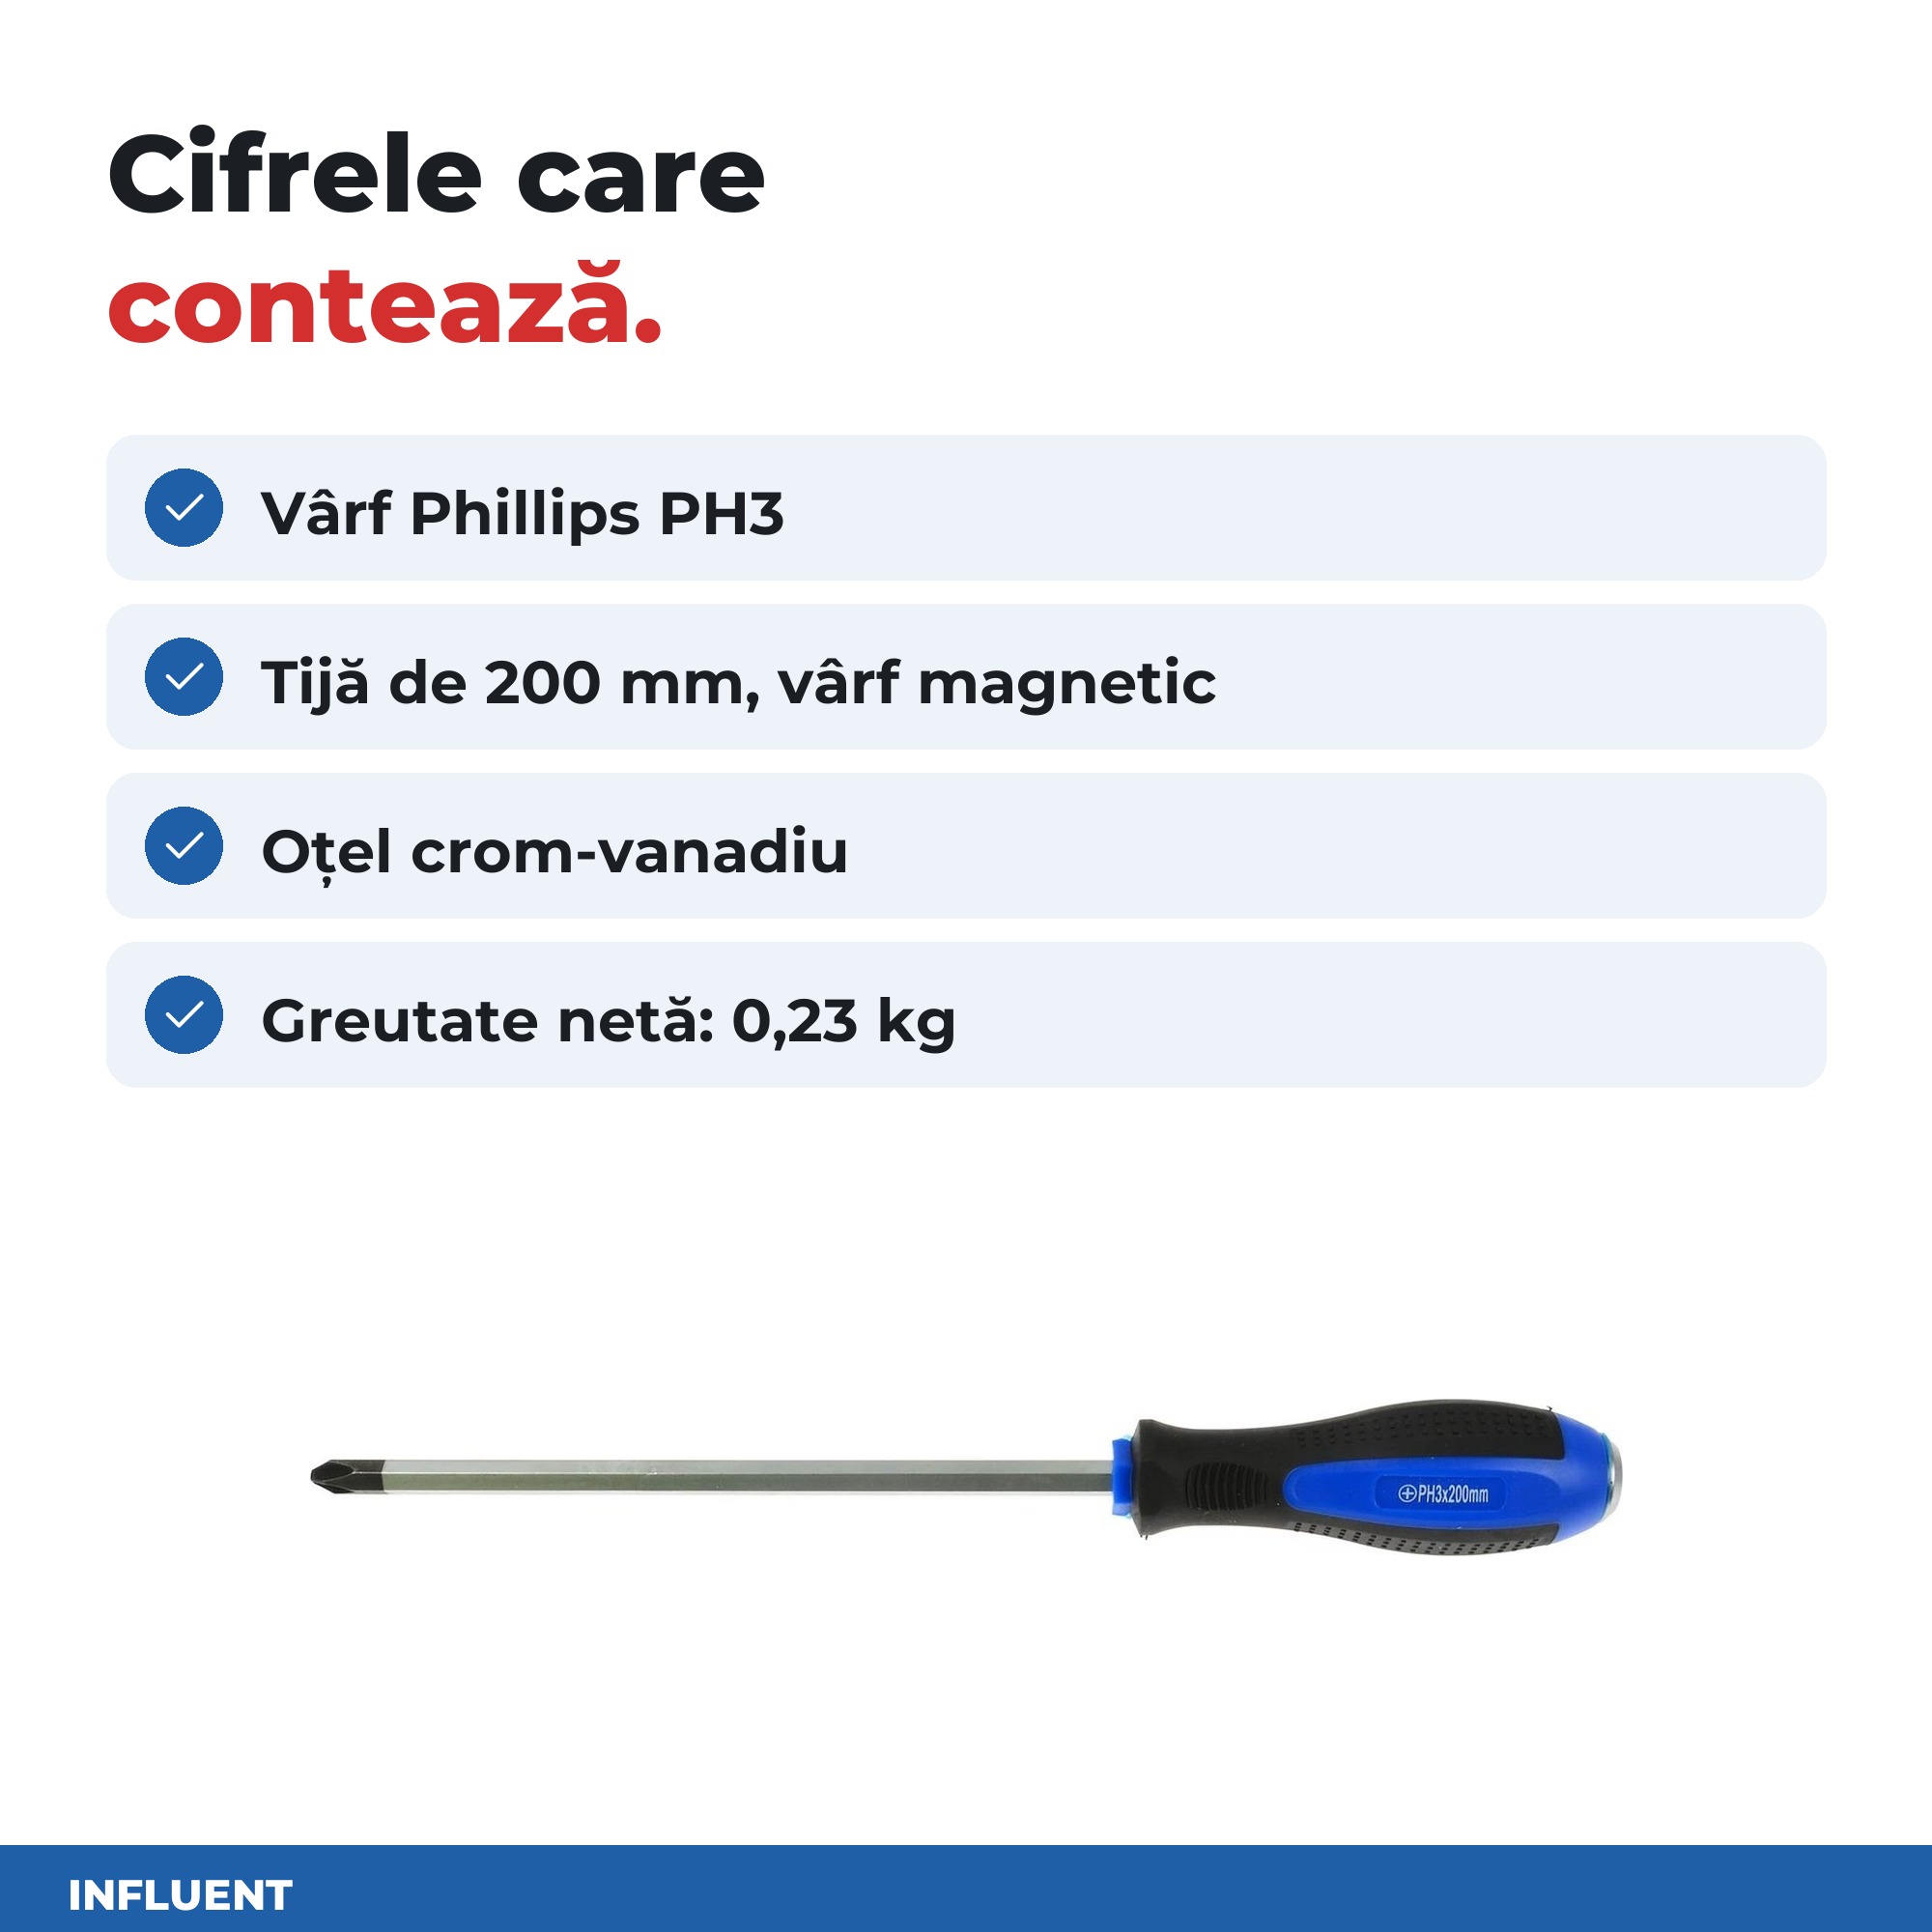 Cifrele care
contează.
Vârf Phillips PH3
Tijă de 200 mm, vârf magnetic
Oțel crom-vanadiu
Greutate netă: 0,23 kg
PH3x200mm
INFLUENT